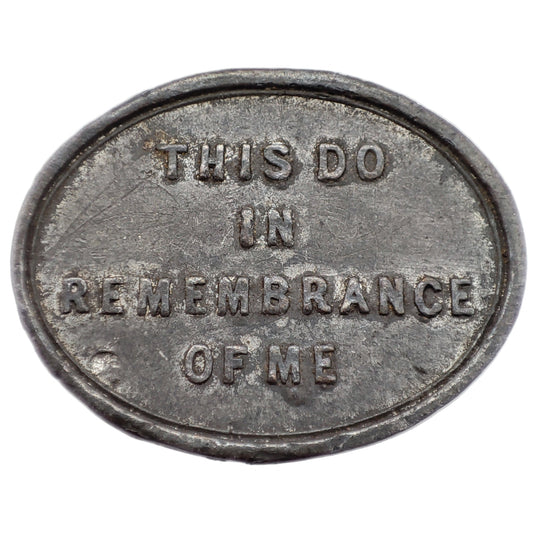 THIS DO
IN
REMEMBRANCE
OF ME